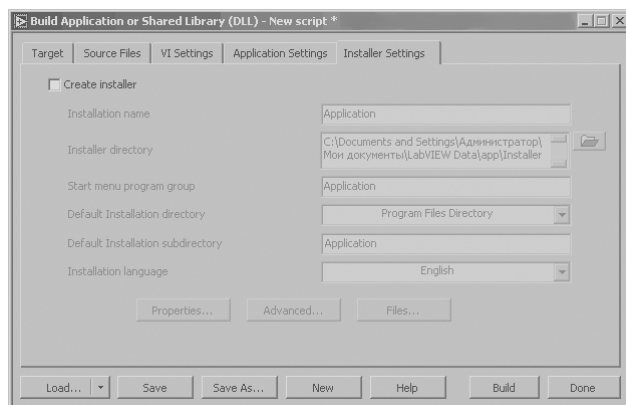 Build Application or Shared Library (DLL) - New script *
Target Source Files VI Settings Application Settings Installer Settings
Create installer
Installation name Application
Installer directory C:\Documents and Settings\Администратор\
Мои документы\LabVIEW Data\app\Installer
Start menu program group Application
Default Installation directory Program Files Directory
Default Installation subdirectory Application
Installation language English
Properties... Advanced... Files...
Load... Save Save As... New Help Build Done